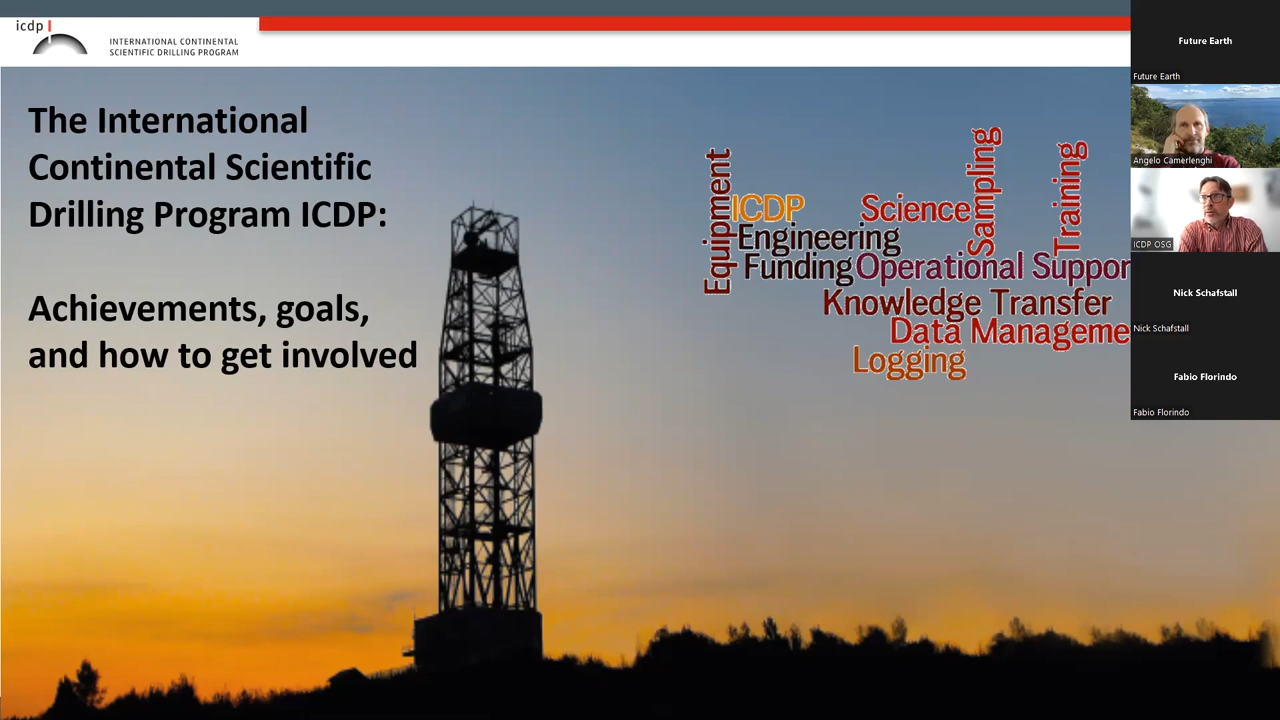 icdp
INTERNATIONAL CONTINENTAL
SCIENTIFIC DRILLING PROGRAM
The International
Continental Scientific
Drilling Program ICDP:
Achievements, goals,
and how to get involved
Equipment
ICDP
Science
Sampling
Training
Engineering
Funding
Operational Suppor
Knowledge Transfer
Data Manageme
Logging
Future Earth
Future Earth
Angelo Camerlenghi
ICDP OSG
Nick Schafstall
Nick Schafstall
Fabio Florindo
Fabio Florindo